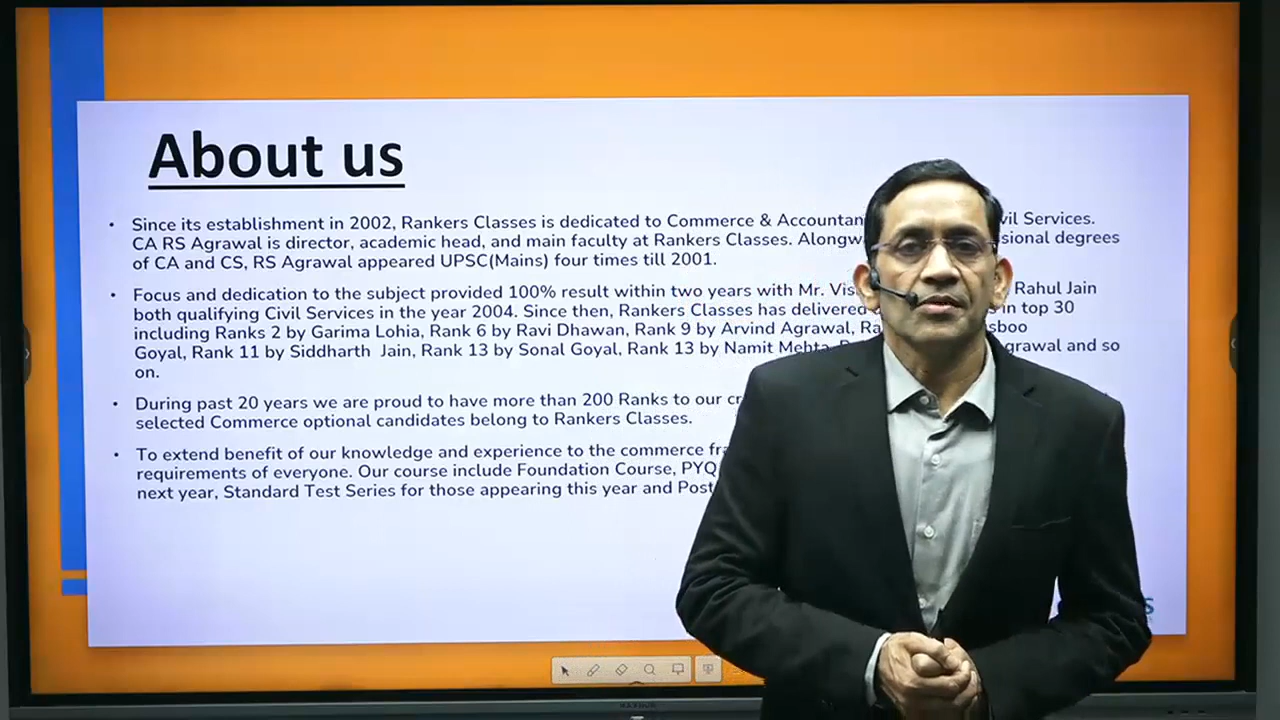 About us
• Since its establishment in 2002, Rankers Classes is dedicated to Commerce & Accountan vil Services.
CA RS Agrawal is director, academic head, and main faculty at Rankers Classes. Alongw sional degrees
of CA and CS, RS Agrawal appeared UPSC(Mains) four times till 2001.
• Focus and dedication to the subject provided 100% result within two years with Mr. Vis Rahul Jain
both qualifying Civil Services in the year 2004. Since then, Rankers Classes has delivered in top 30
including Ranks 2 by Garima Lohia, Rank 6 by Ravi Dhawan, Rank 9 by Arvind Agrawal, Ra sboo
Goyal, Rank 11 by Siddharth Jain, Rank 13 by Sonal Goyal, Rank 13 by Namit Mehta, grawal and so
on.
• During past 20 years we are proud to have more than 200 Ranks to our cr
selected Commerce optional candidates belong to Rankers Classes.
• To extend benefit of our knowledge and experience to the commerce fra
requirements of everyone. Our course include Foundation Course, PYQ
next year, Standard Test Series for those appearing this year and Post